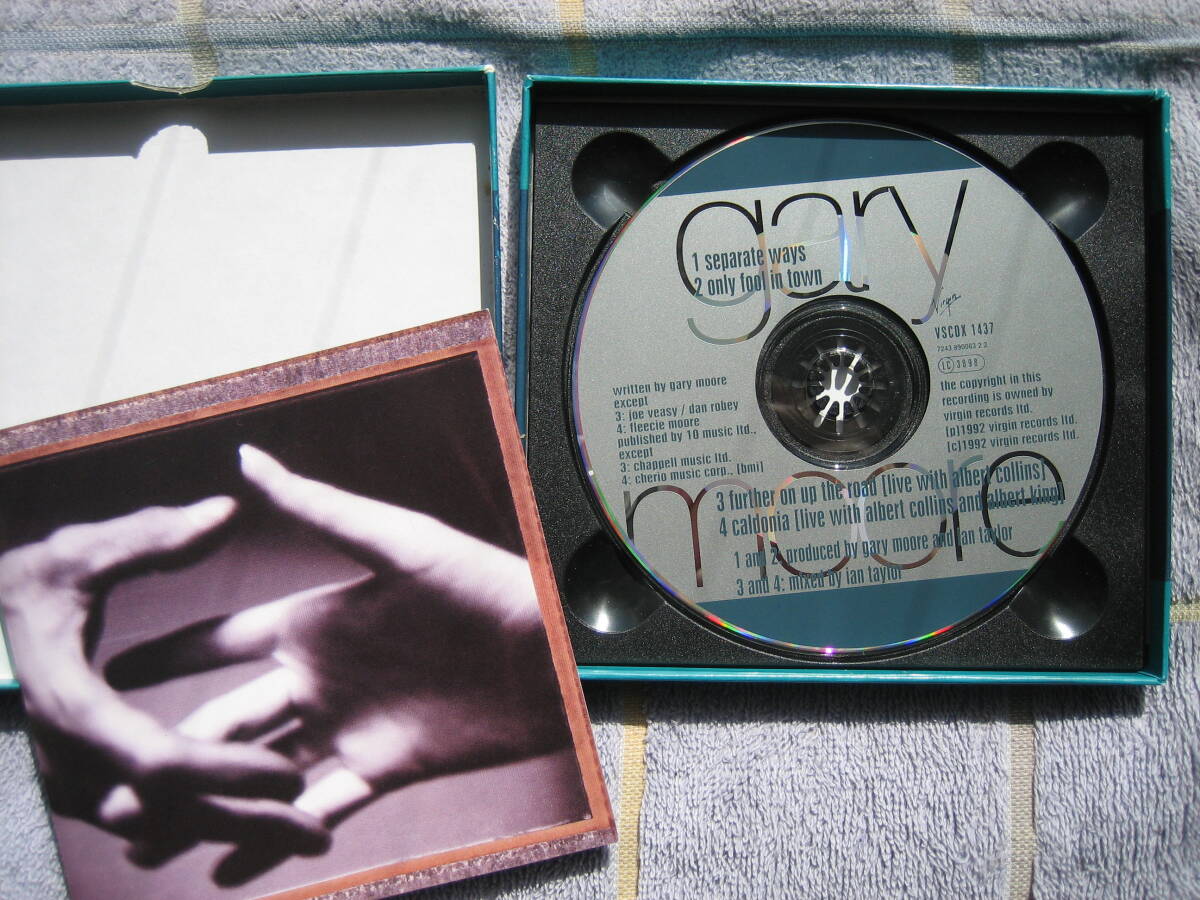 gary
1 separate ways
2 only fool in town
Virgin
VSCDX 1437
7243 890063 2 2
LC 3098
written by gary moore
except
3: joe veasy / dan robey
4: fleecie moore
published by 10 music ltd.,
except
3: chappell music ltd.
4: cherio music corp., [bmi]
the copyright in this
recording is owned by
virgin records ltd.
[p]1992 virgin records ltd.
[c]1992 virgin records ltd.
moore
3 further on up the road [live with albert collins]
4 caldonia [live with albert collins and albert king]
1 and 2: produced by gary moore and ian taylor
3 and 4: mixed by ian taylor